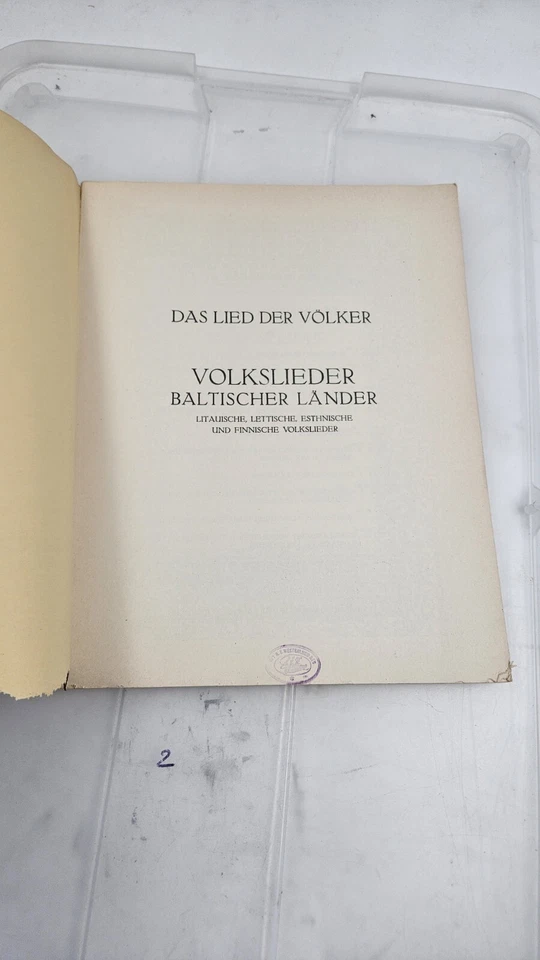 DAS LIED DER VÖLKER
VOLKSLIEDER
BALTISCHER LÄNDER
LITAUISCHE, LETTISCHE, ESTHNISCHE
UND FINNISCHE VOLKSLIEDER
2